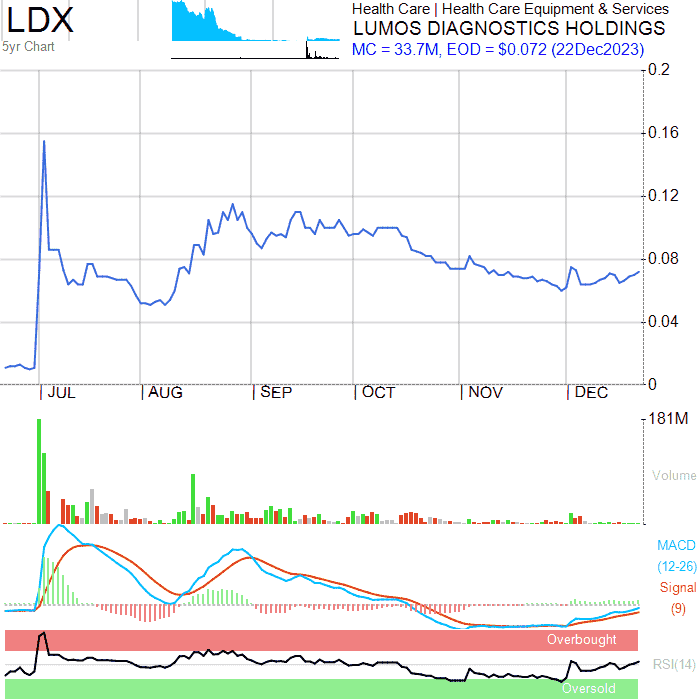 LDX
5yr Chart
Health Care | Health Care Equipment & Services
LUMOS DIAGNOSTICS HOLDINGS
MC = 33.7M, EOD = $0.072 (22Dec2023)
0.2
0.16
0.12
0.08
0.04
0
JUL AUG SEP OCT NOV DEC
181M
Volume
MACD
(12-26)
Signal
(9)
Overbought
RSI(14)
Oversold